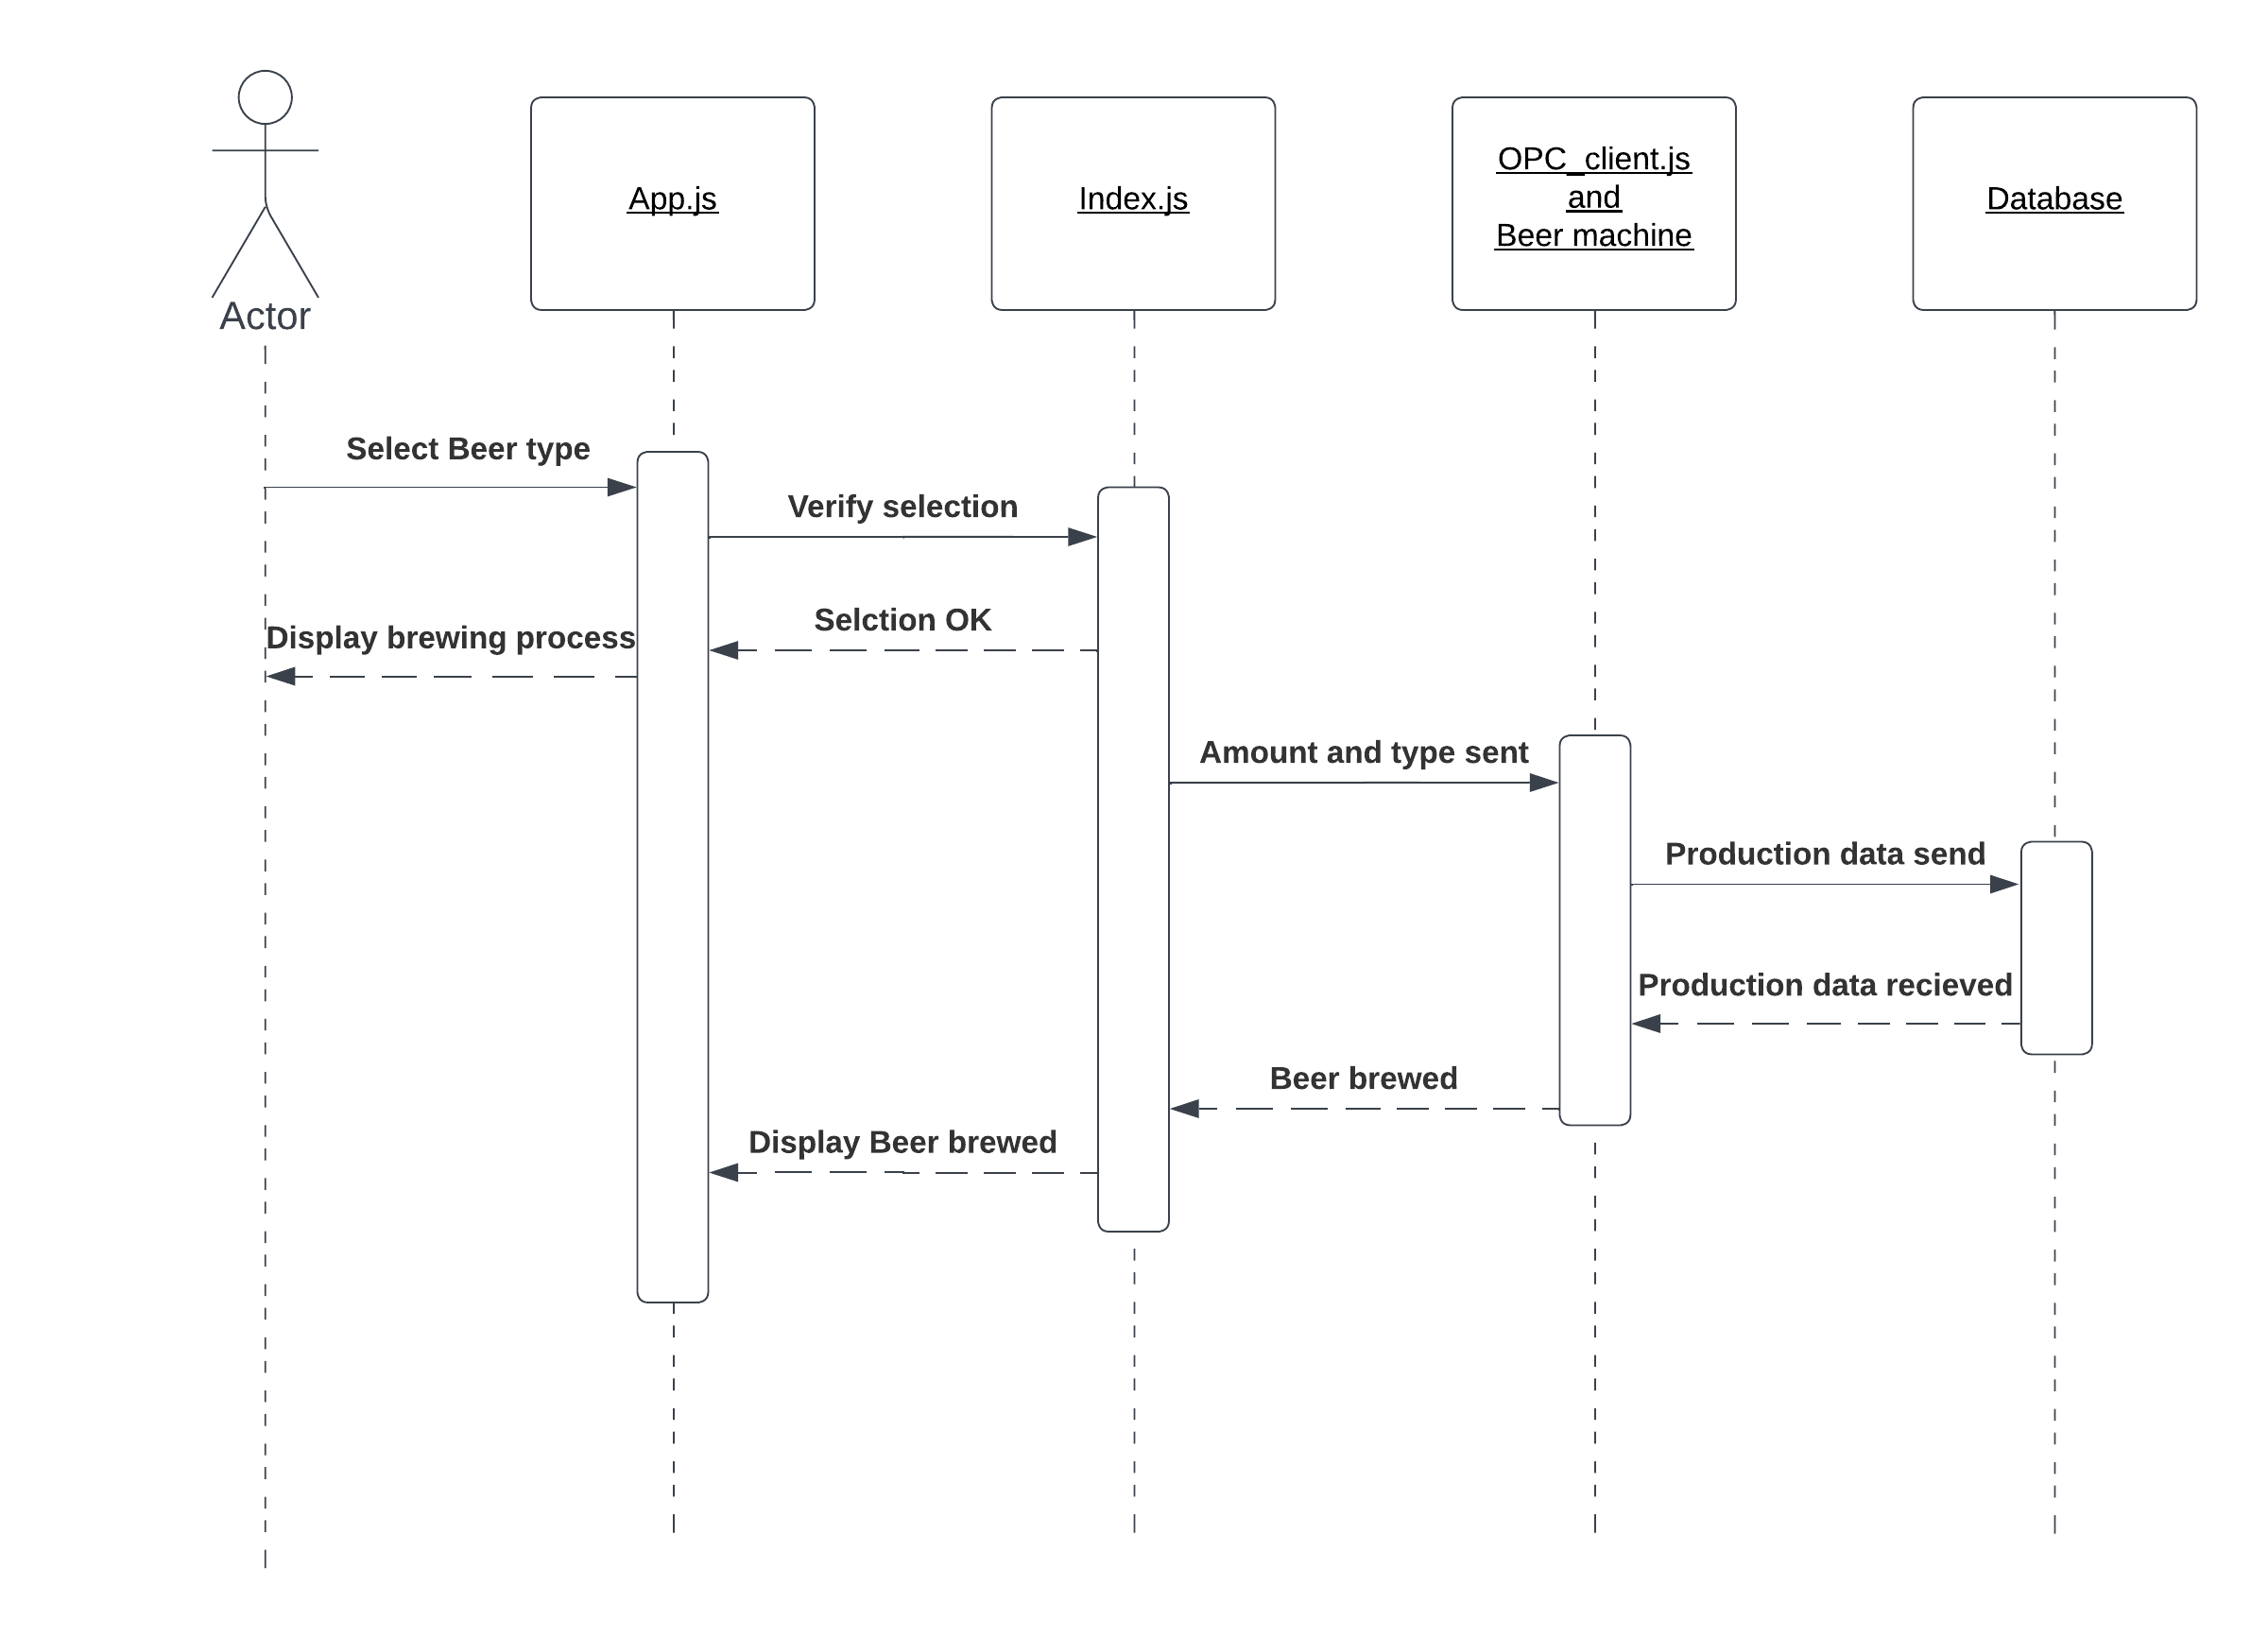 Actor
App.js
Index.js
OPC_client.js
and
Beer machine
Database
Select Beer type
Verify selection
Selction OK
Display brewing process
Amount and type sent
Production data send
Production data recieved
Beer brewed
Display Beer brewed